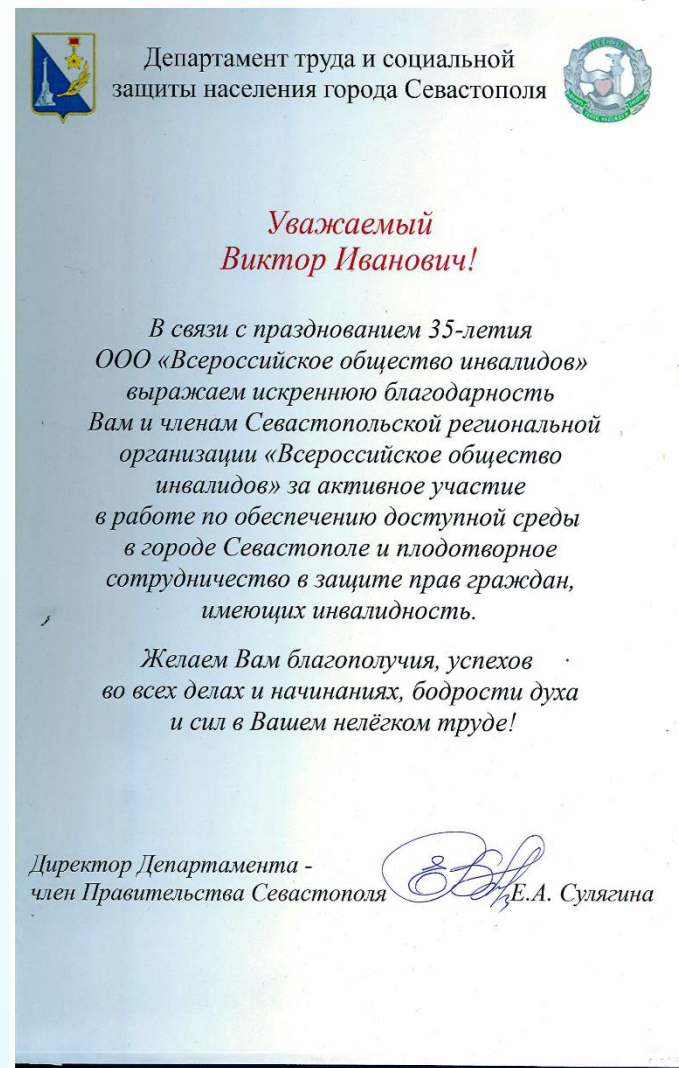 Департамент труда и социальной
защиты населения города Севастополя
Уважаемый
Виктор Иванович!
В связи с празднованием 35-летия
ООО «Всероссийское общество инвалидов»
выражаем искреннюю благодарность
Вам и членам Севастопольской региональной
организации «Всероссийское общество
инвалидов» за активное участие
в работе по обеспечению доступной среды
в городе Севастополе и плодотворное
сотрудничество в защите прав граждан,
имеющих инвалидность.
Желаем Вам благополучия, успехов
во всех делах и начинаниях, бодрости духа
и сил в Вашем нелёгком труде!
Директор Департамента -
член Правительства Севастополя Е.А. Сулягина